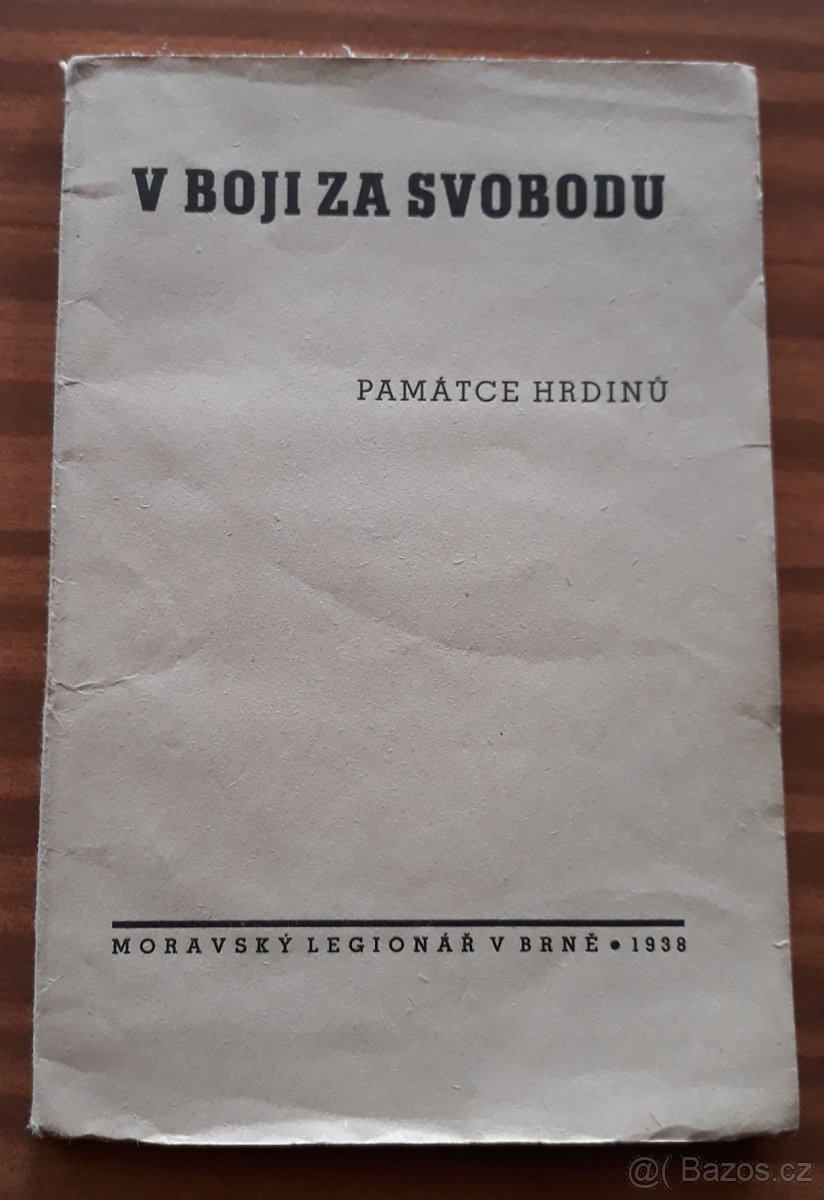 V BOJI ZA SVOBODU
PAMÁTCE HRDINŮ
MORAVSKÝ LEGIONÁŘ V BRNĚ • 1938
@( Bazos.cz